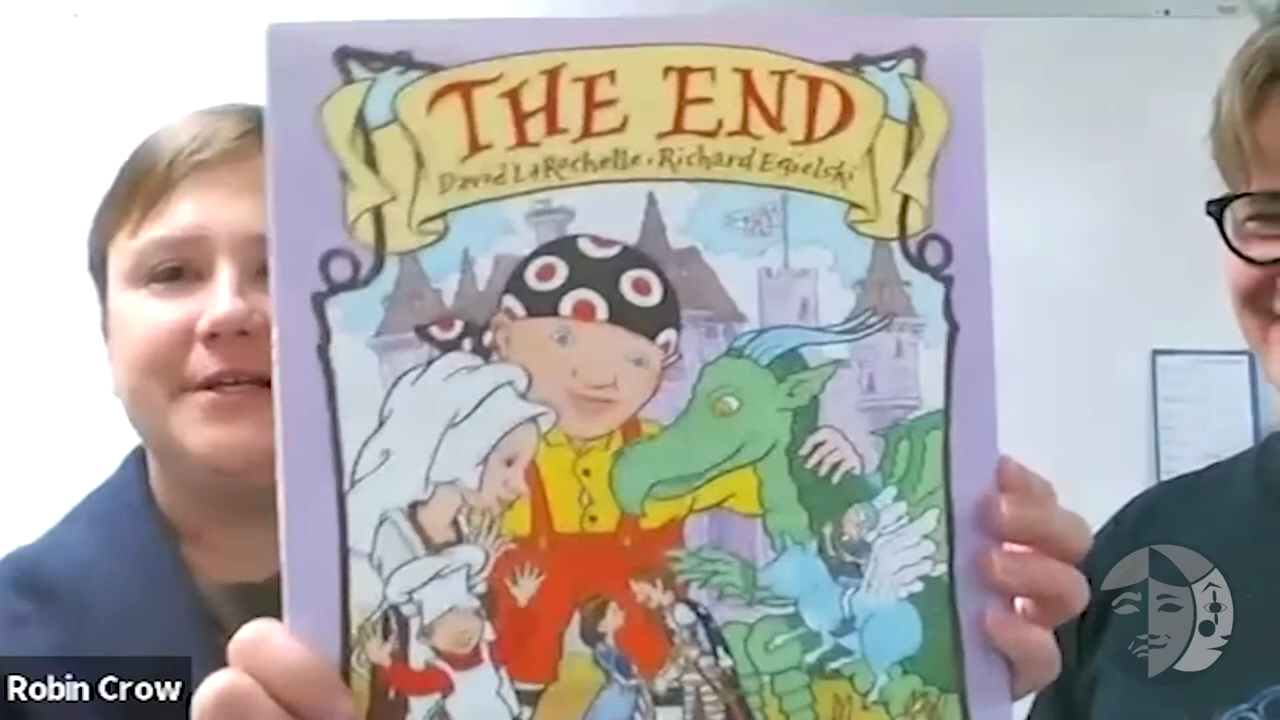 THE END
David LaRochelle • Richard Egielski
Robin Crow